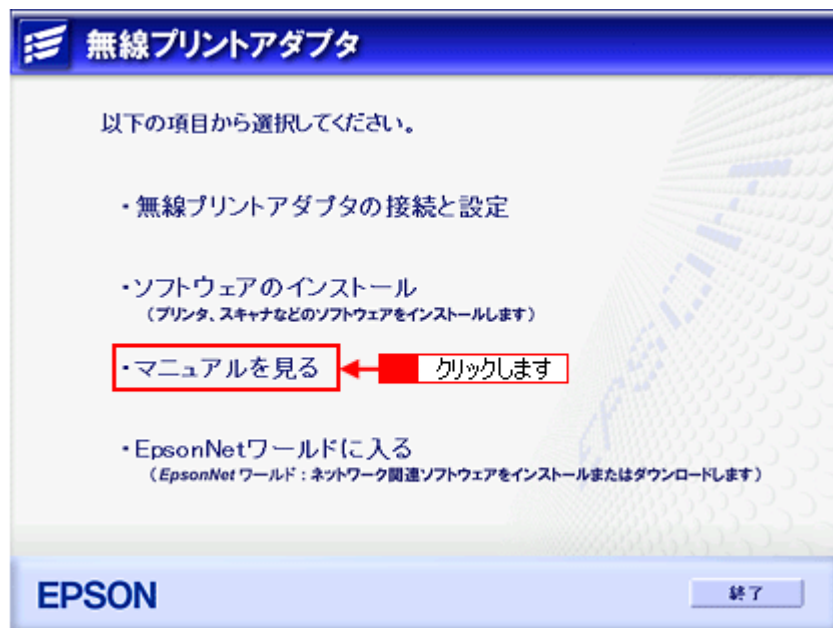 無線プリントアダプタ
以下の項目から選択してください。
・無線プリントアダプタの接続と設定
・ソフトウェアのインストール
（プリンタ、スキャナなどのソフトウェアをインストールします）
・マニュアルを見る
クリックします
・EpsonNetワールドに入る
（EpsonNet ワールド：ネットワーク関連ソフトウェアをインストールまたはダウンロードします）
EPSON
終了